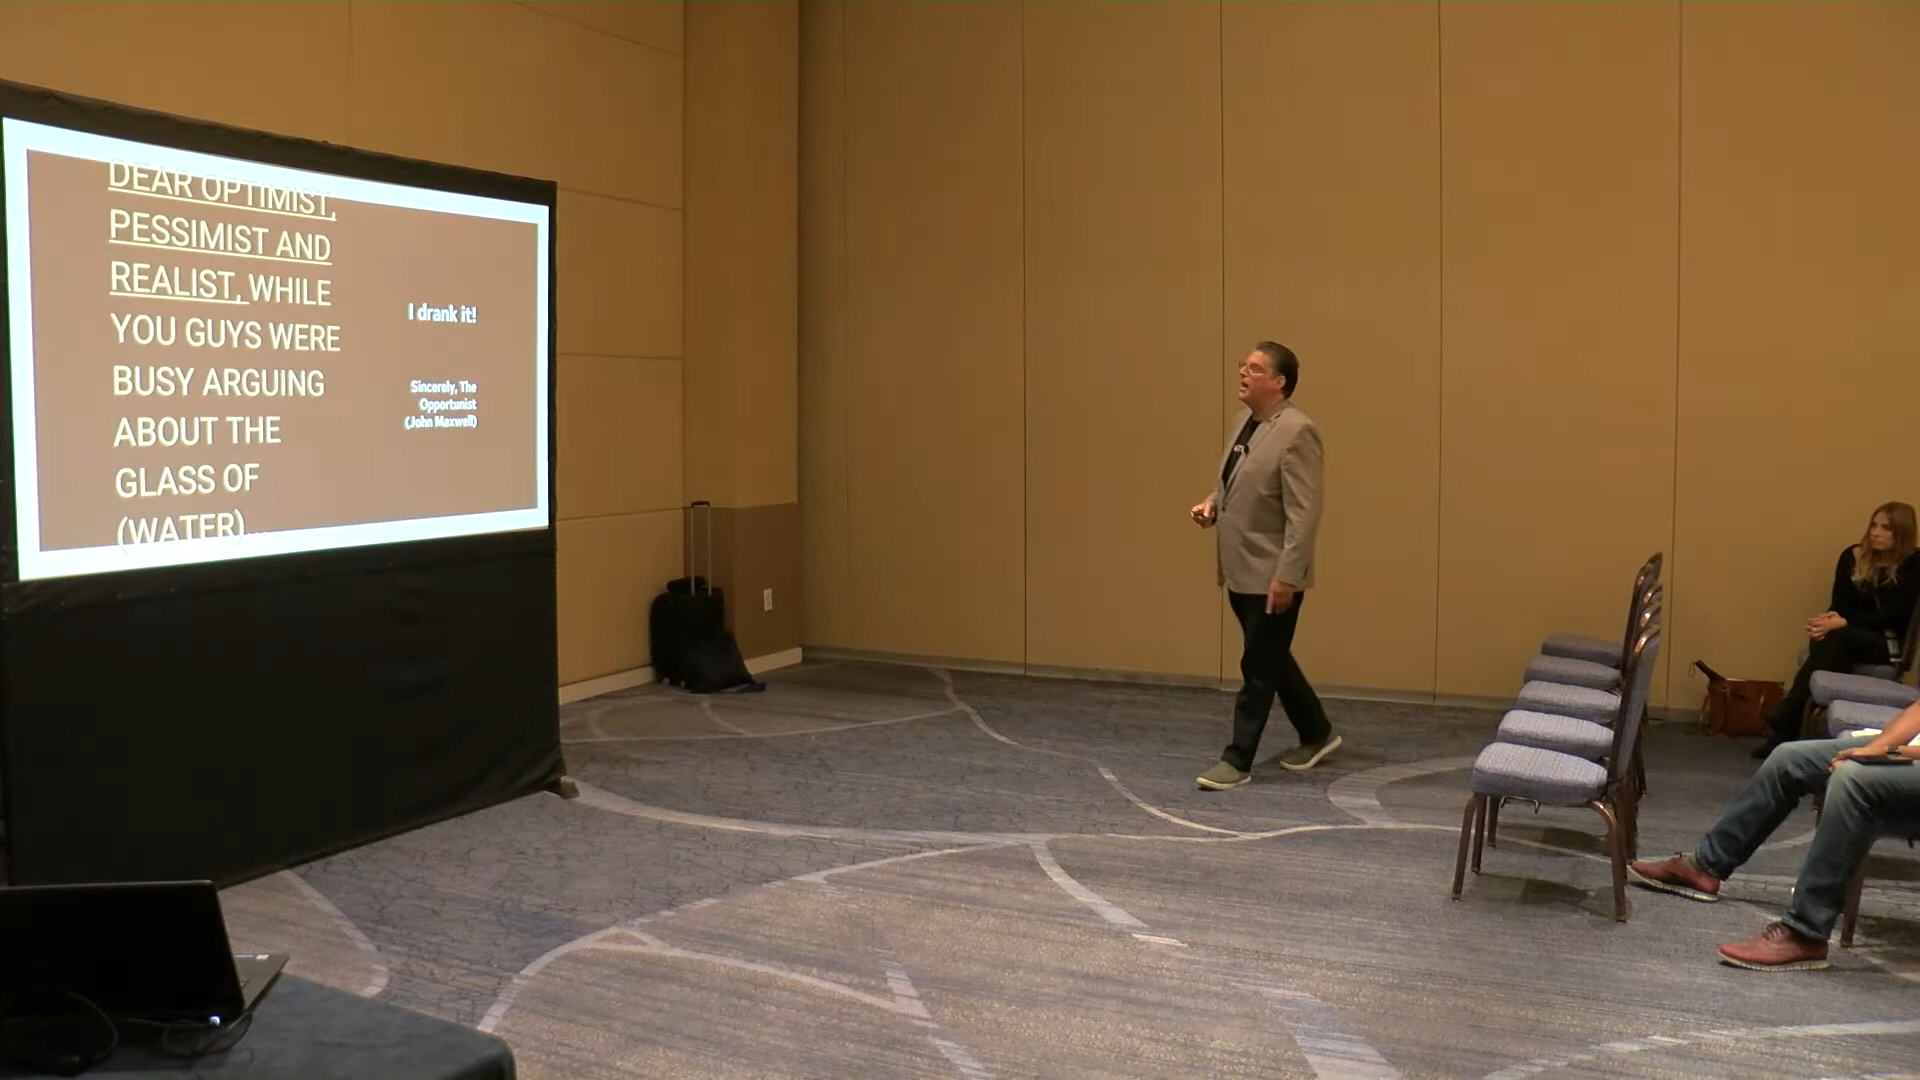 DEAR OPTIMIST,
PESSIMIST AND
REALIST, WHILE
YOU GUYS WERE
BUSY ARGUING
ABOUT THE
GLASS OF
(WATER)...
I drank it!
Sincerely, The
Opportunist
(John Maxwell)